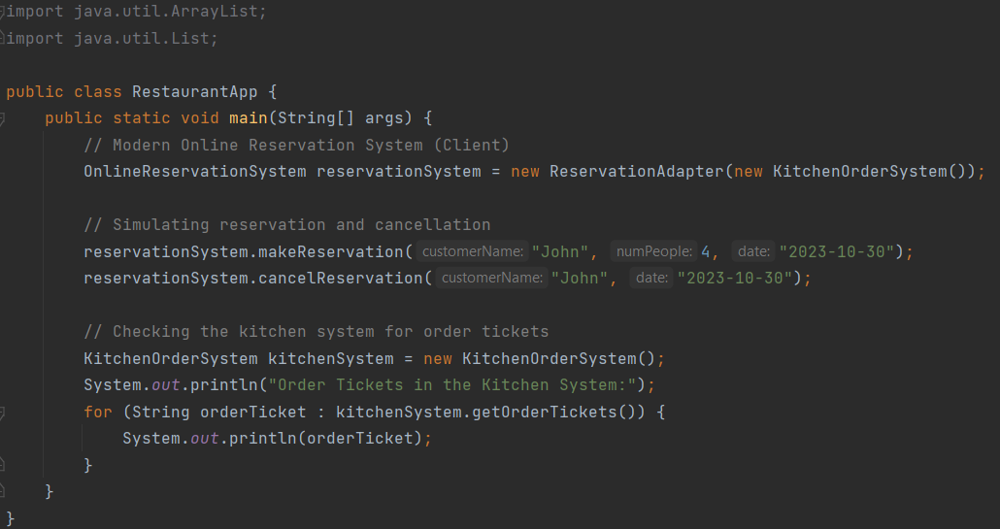 import java.util.ArrayList;
import java.util.List;
public class RestaurantApp {
public static void main(String[] args) {
// Modern Online Reservation System (Client)
OnlineReservationSystem reservationSystem = new ReservationAdapter(new KitchenOrderSystem());
// Simulating reservation and cancellation
reservationSystem.makeReservation( customerName: "John", numPeople: 4, date: "2023-10-30");
reservationSystem.cancelReservation( customerName: "John", date: "2023-10-30");
// Checking the kitchen system for order tickets
KitchenOrderSystem kitchenSystem = new KitchenOrderSystem();
System.out.println("Order Tickets in the Kitchen System:");
for (String orderTicket : kitchenSystem.getOrderTickets()) {
System.out.println(orderTicket);
}
}
}